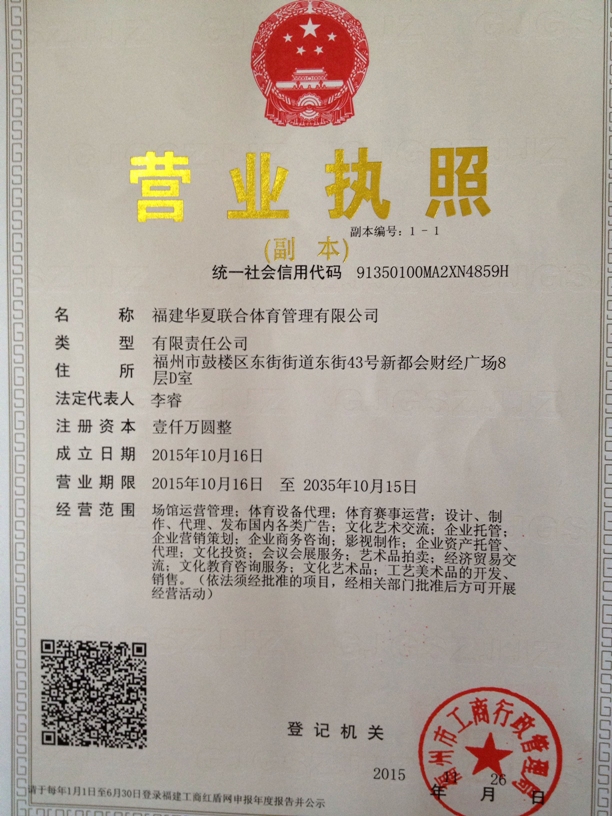 营业执照
(副 本)
副本编号：1-1
统一社会信用代码 91350100MA2XN4859H
名称 福建华夏联合体育管理有限公司
类型 有限责任公司
住所 福州市鼓楼区东街街道东街43号新都会财经广场8
层D室
法定代表人 李睿
注册资本 壹仟万圆整
成立日期 2015年10月16日
营业期限 2015年10月16日 至 2035年10月15日
经营范围 场馆运营管理；体育设备代理；体育赛事运营；设计、制
作、代理、发布国内各类广告；文化艺术交流；企业托管；
企业营销策划；企业商务咨询；影视制作；企业资产托管、
代理；文化投资；会议会展服务；艺术品拍卖；经济贸易交
流；文化教育咨询服务；文化艺术品；工艺美术品的开发、
销售。（依法须经批准的项目，经相关部门批准后方可开展
经营活动）
登记机关
福州市工商行政管理局
2015 年 月 26 日
请于每年1月1日至6月30日登录福建工商红盾网申报年度报告并公示